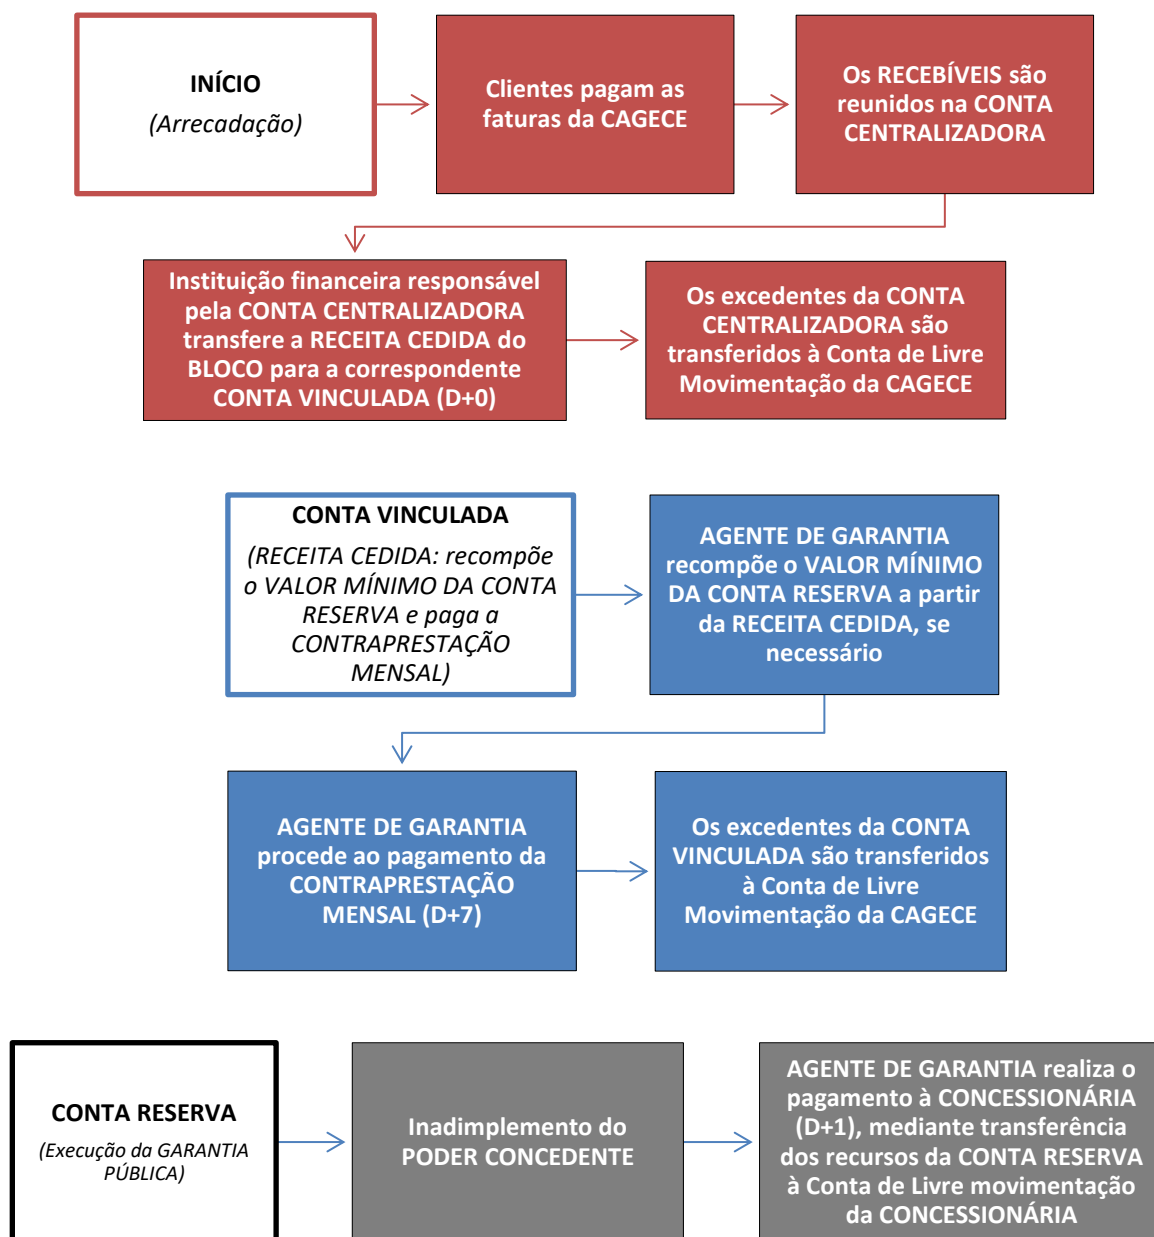 INÍCIO
(Arrecadação)
Clientes pagam as
faturas da CAGECE
Os RECEBÍVEIS são
reunidos na CONTA
CENTRALIZADORA
Instituição financeira responsável
pela CONTA CENTRALIZADORA
transfere a RECEITA CEDIDA do
BLOCO para a correspondente
CONTA VINCULADA (D+0)
Os excedentes da CONTA
CENTRALIZADORA são
transferidos à Conta de Livre
Movimentação da CAGECE
CONTA VINCULADA
(RECEITA CEDIDA: recompõe
o VALOR MÍNIMO DA CONTA
RESERVA e paga a
CONTRAPRESTAÇÃO
MENSAL)
AGENTE DE GARANTIA
recompõe o VALOR MÍNIMO
DA CONTA RESERVA a partir
da RECEITA CEDIDA, se
necessário
AGENTE DE GARANTIA
procede ao pagamento da
CONTRAPRESTAÇÃO
MENSAL (D+7)
Os excedentes da CONTA
VINCULADA são transferidos
à Conta de Livre
Movimentação da CAGECE
CONTA RESERVA
(Execução da GARANTIA
PÚBLICA)
Inadimplemento do
PODER CONCEDENTE
AGENTE DE GARANTIA realiza o
pagamento à CONCESSIONÁRIA
(D+1), mediante transferência
dos recursos da CONTA RESERVA
à Conta de Livre movimentação
da CONCESSIONÁRIA